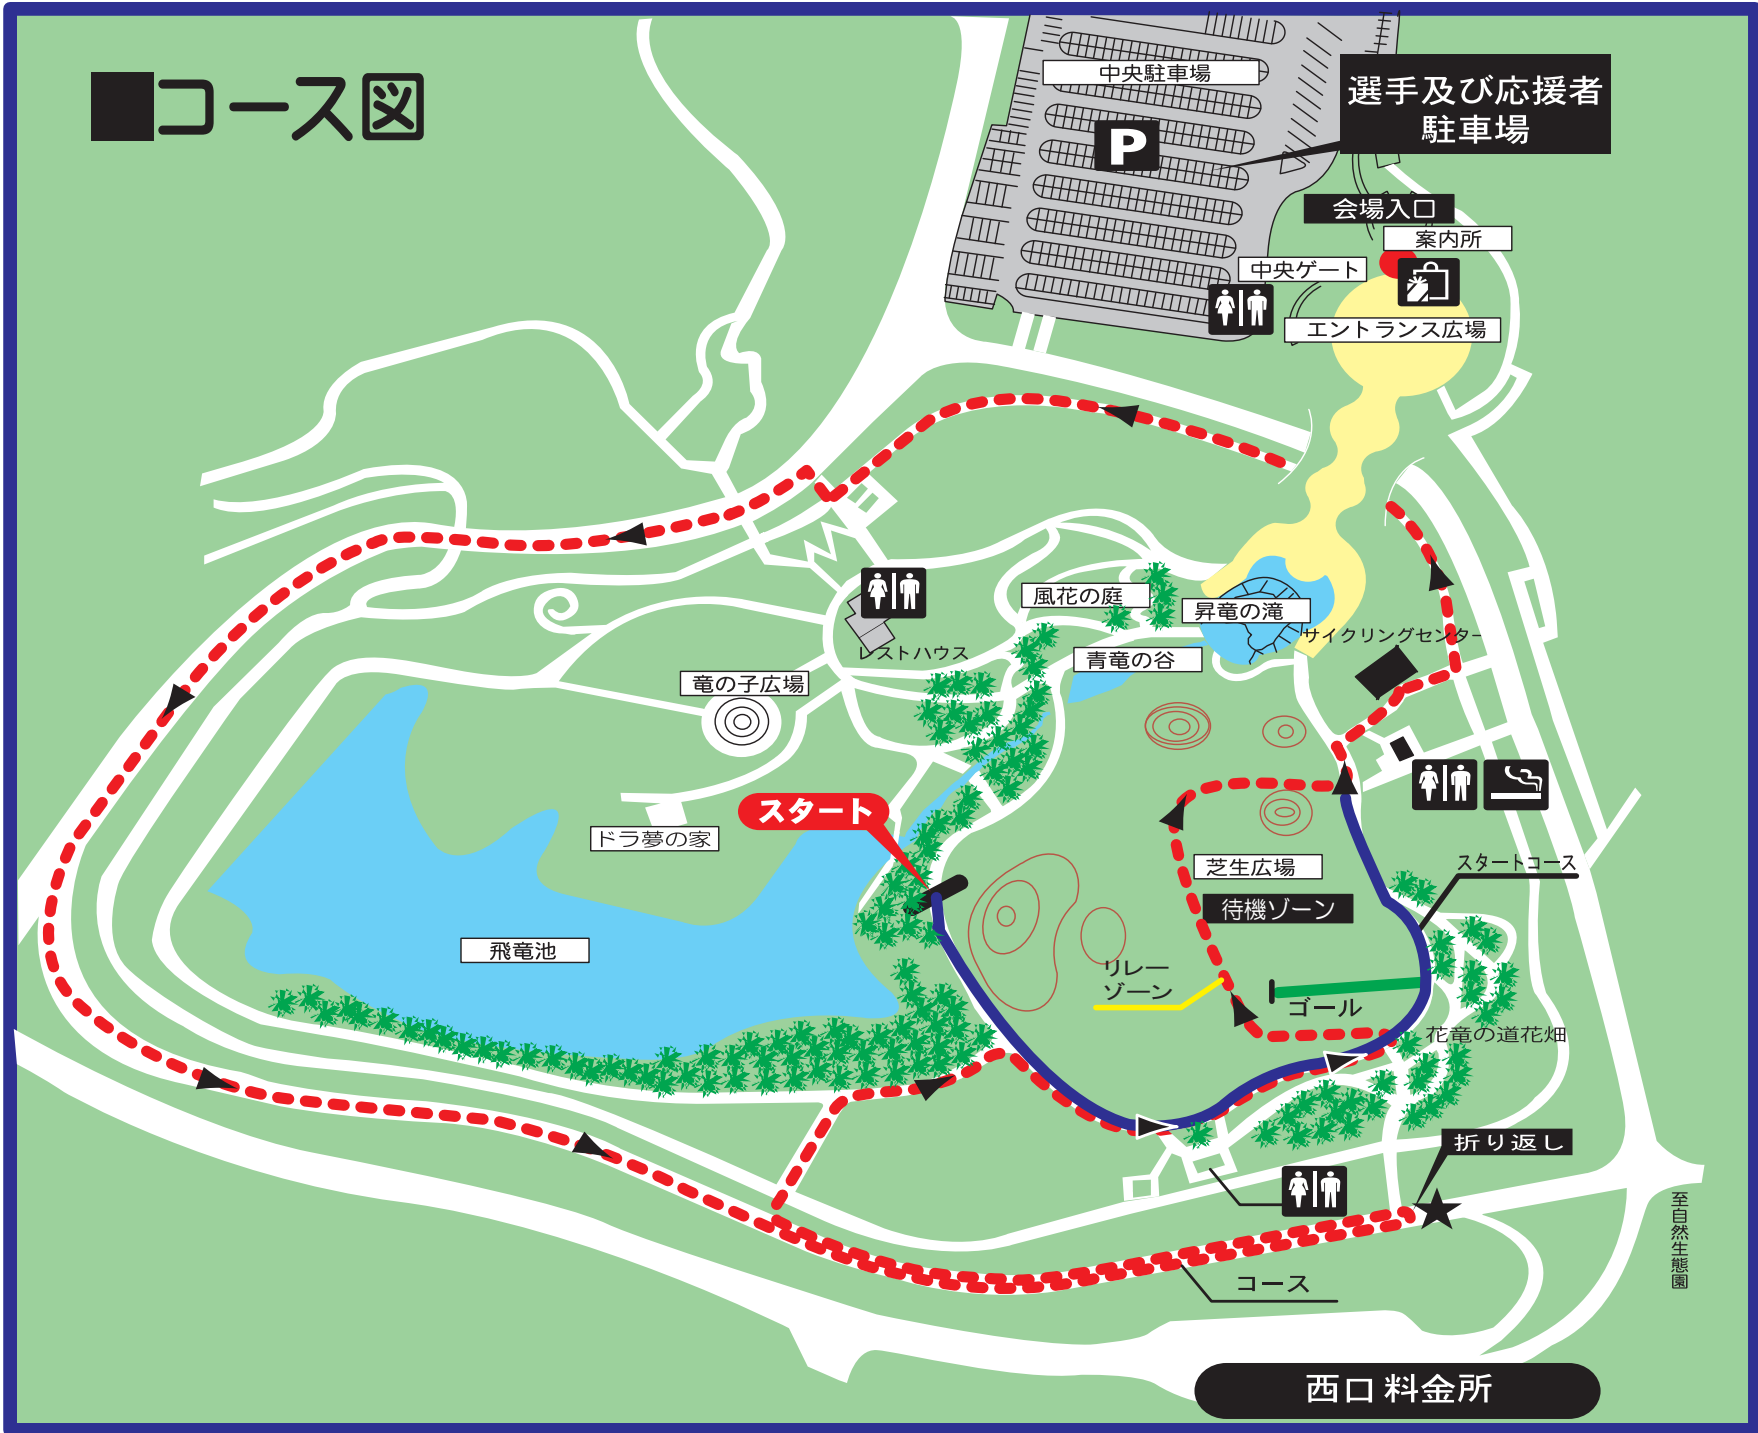 ■コース図
中央駐車場
選手及び応援者
駐車場
P
会場入口
案内所
中央ゲート
エントランス広場
風花の庭
昇竜の滝
サイクリングセンター
レストハウス
青竜の谷
竜の子広場
スタート
ドラ夢の家
芝生広場
スタートコース
待機ゾーン
飛竜池
リレー
ゾーン
ゴール
花竜の道花畑
折り返し
至自然生態園
コース
西口料金所